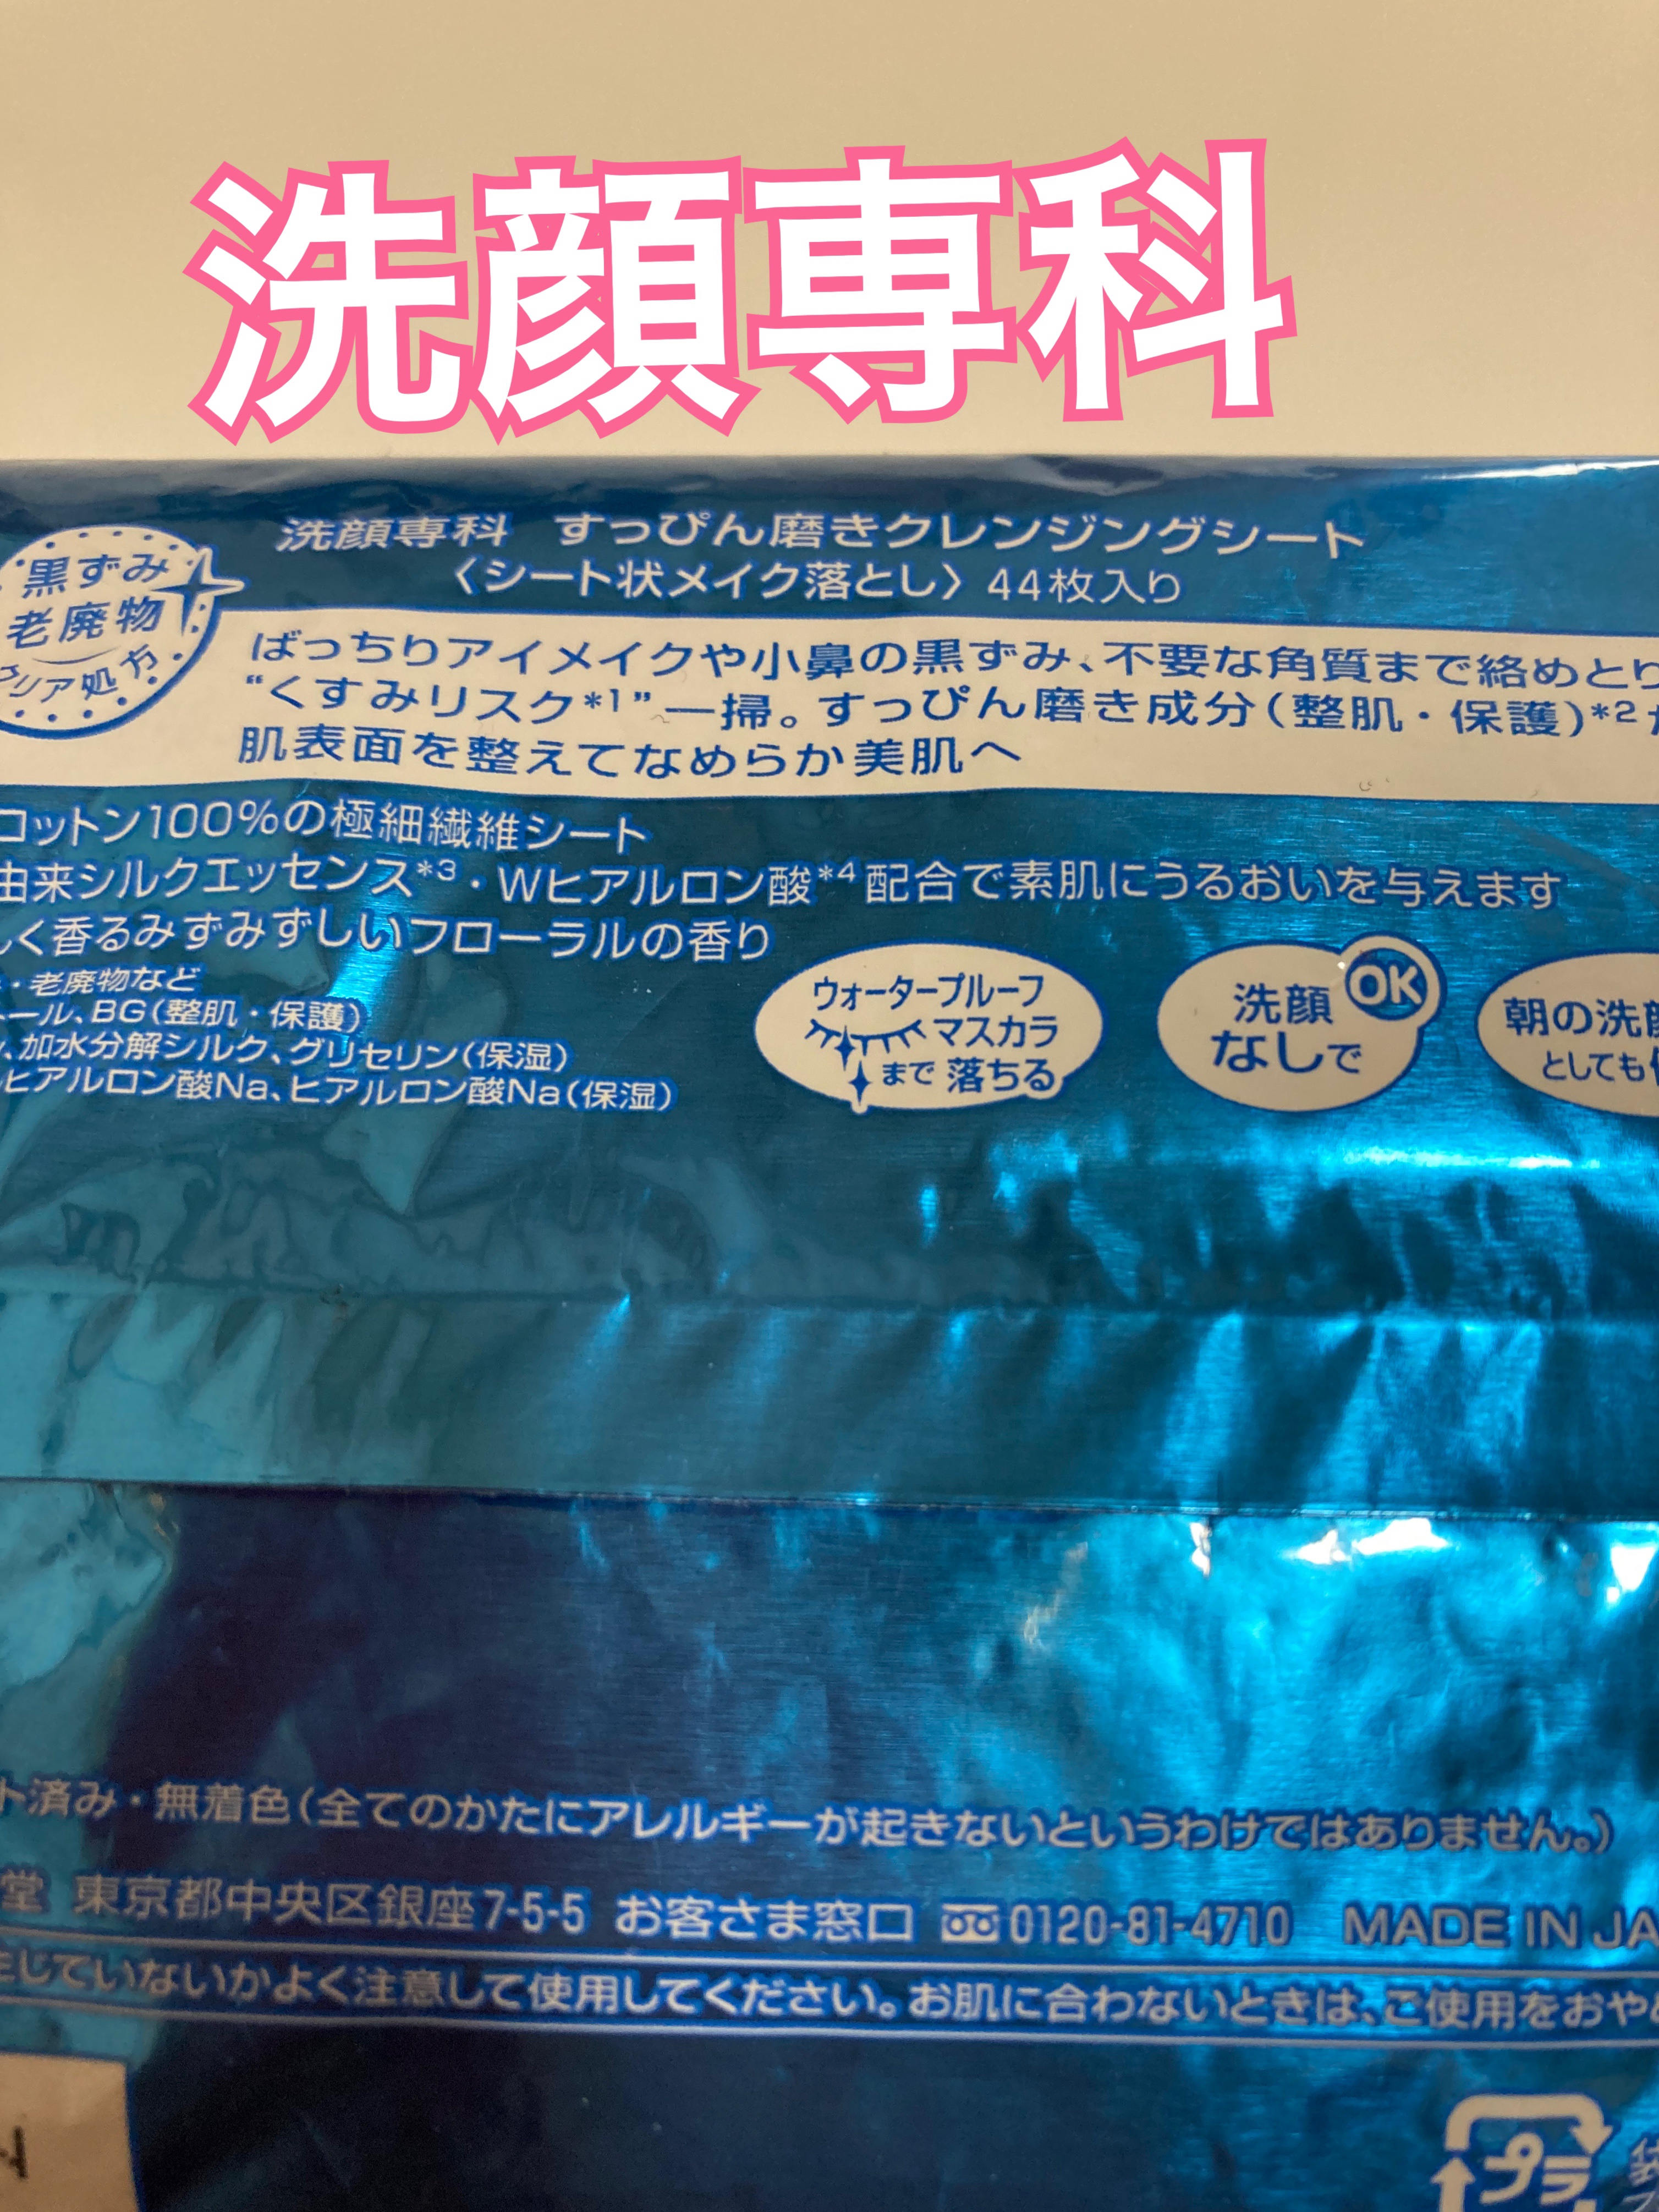 洗顔専科
黒ずみ
老廃物
クリア処方
洗顔専科 すっぴん磨きクレンジングシート
〈シート状メイク落とし〉44枚入り
ぱっちりアイメイクや小鼻の黒ずみ、不要な角質まで絡めとり
“くすみリスク*1”一掃。すっぴん磨き成分(整肌・保護)*2が
肌表面を整えてなめらか美肌へ
コットン100%の極細繊維シート
由来シルクエッセンス*3・Wヒアルロン酸*4配合で素肌にうるおいを与えます
く香るみずみずしいフローラルの香り
・老廃物など
ール、BG(整肌・保護)
、加水分解シルク、グリセリン(保湿)
ヒアルロン酸Na、ヒアルロン酸Na(保湿)
ウォータープルーフ
マスカラ
まで落ちる
洗顔
なしで
OK
朝の洗顔
としても
ト済み・無着色(全てのかたにアレルギーが起きないというわけではありません。)
堂 東京都中央区銀座7-5-5 お客さま窓口 0120-81-4710 MADE IN JA
生じていないかよく注意して使用してください。お肌に合わないときは、ご使用をおやめ
プラ